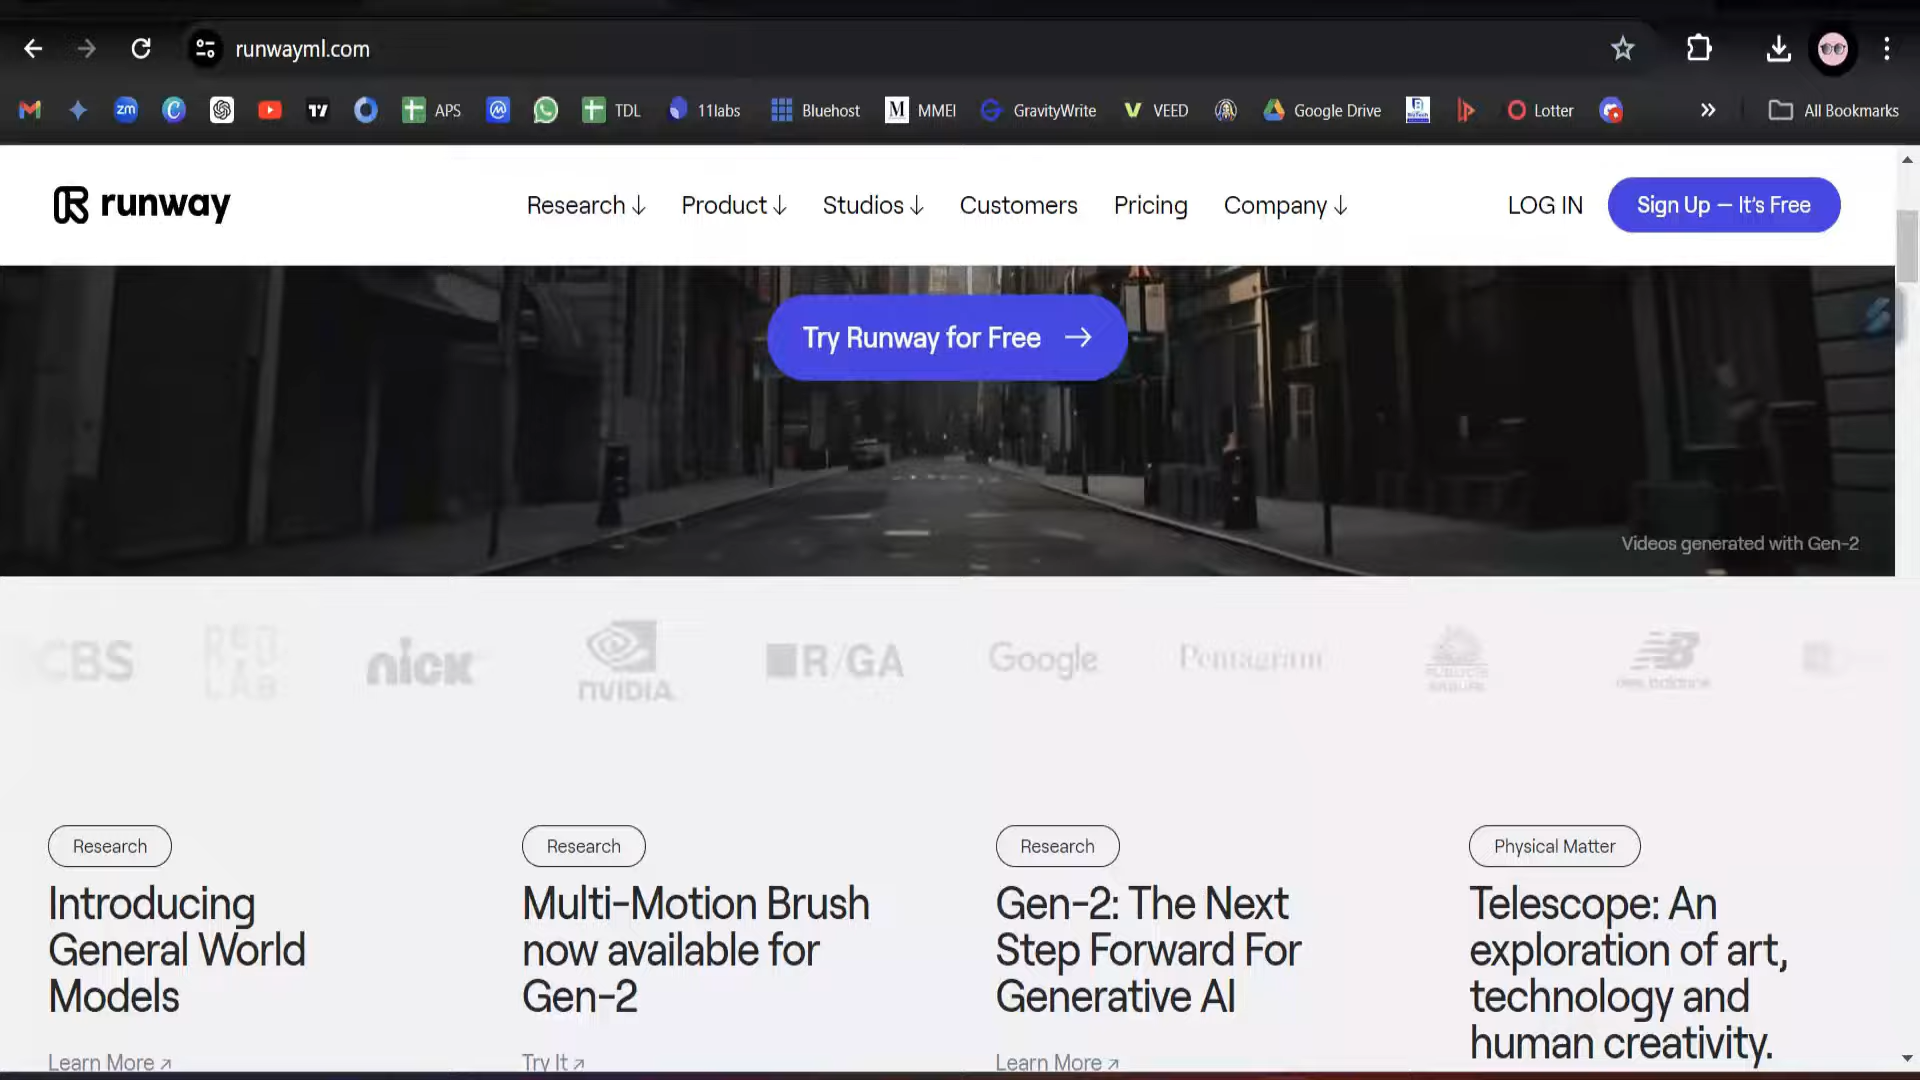 runwayml.com
zm
APS
11labs
TDL
Bluehost
M MMEI
GravityWrite
VEED
Google Drive
Lotter
All Bookmarks
runway
Research ↓ Product ↓ Studios ↓ Customers Pricing Company ↓
LOG IN
Sign Up — It's Free
Try Runway for Free →
Videos generated with Gen-2
CBS
nick
NVIDIA
R/GA
Google
Pentagram
new balance
Research
Introducing
General World
Models
Learn More ↗
Research
Multi-Motion Brush
now available for
Gen-2
Try It ↗
Research
Gen-2: The Next
Step Forward For
Generative AI
Learn More ↗
Physical Matter
Telescope: An
exploration of art,
technology and
human creativity.